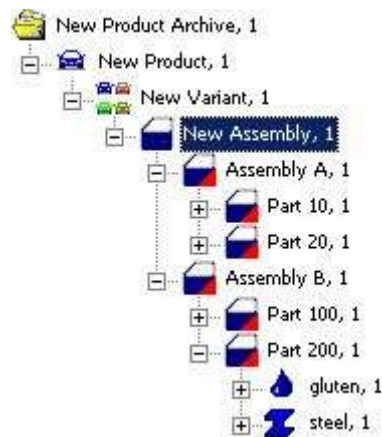 New Product Archive, 1
New Product, 1
New Variant, 1
New Assembly, 1
Assembly A, 1
Part 10, 1
Part 20, 1
Assembly B, 1
Part 100, 1
Part 200, 1
gluten, 1
steel, 1